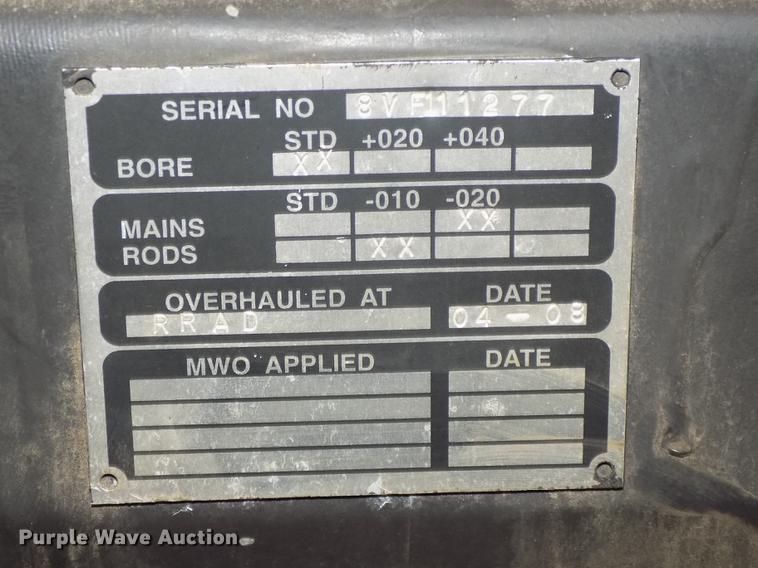 SERIAL NO 8VF11277
STD +020 +040
BORE XX
STD -010 -020
MAINS XX
RODS XX
OVERHAULED AT DATE
RRAD 04-08
MWO APPLIED DATE
Purple Wave Auction.